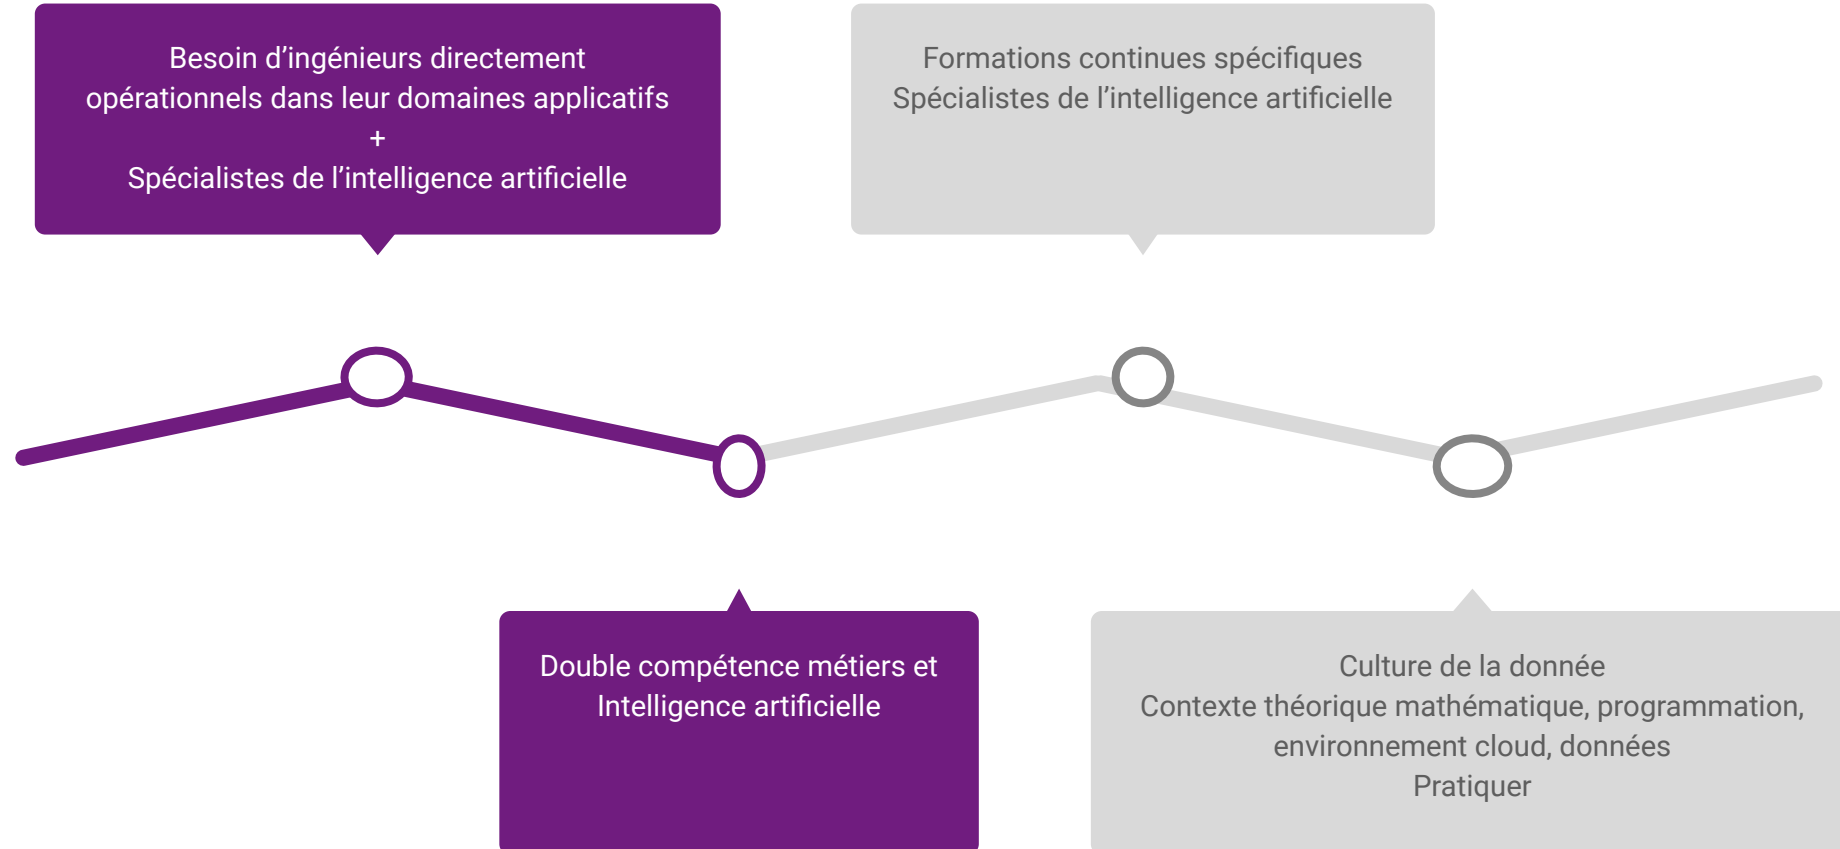 Besoin d’ingénieurs directement
opérationnels dans leur domaines applicatifs
+
Spécialistes de l’intelligence artificielle
Formations continues spécifiques
Spécialistes de l’intelligence artificielle
Double compétence métiers et
Intelligence artificielle
Culture de la donnée
Contexte théorique mathématique, programmation,
environnement cloud, données
Pratiquer